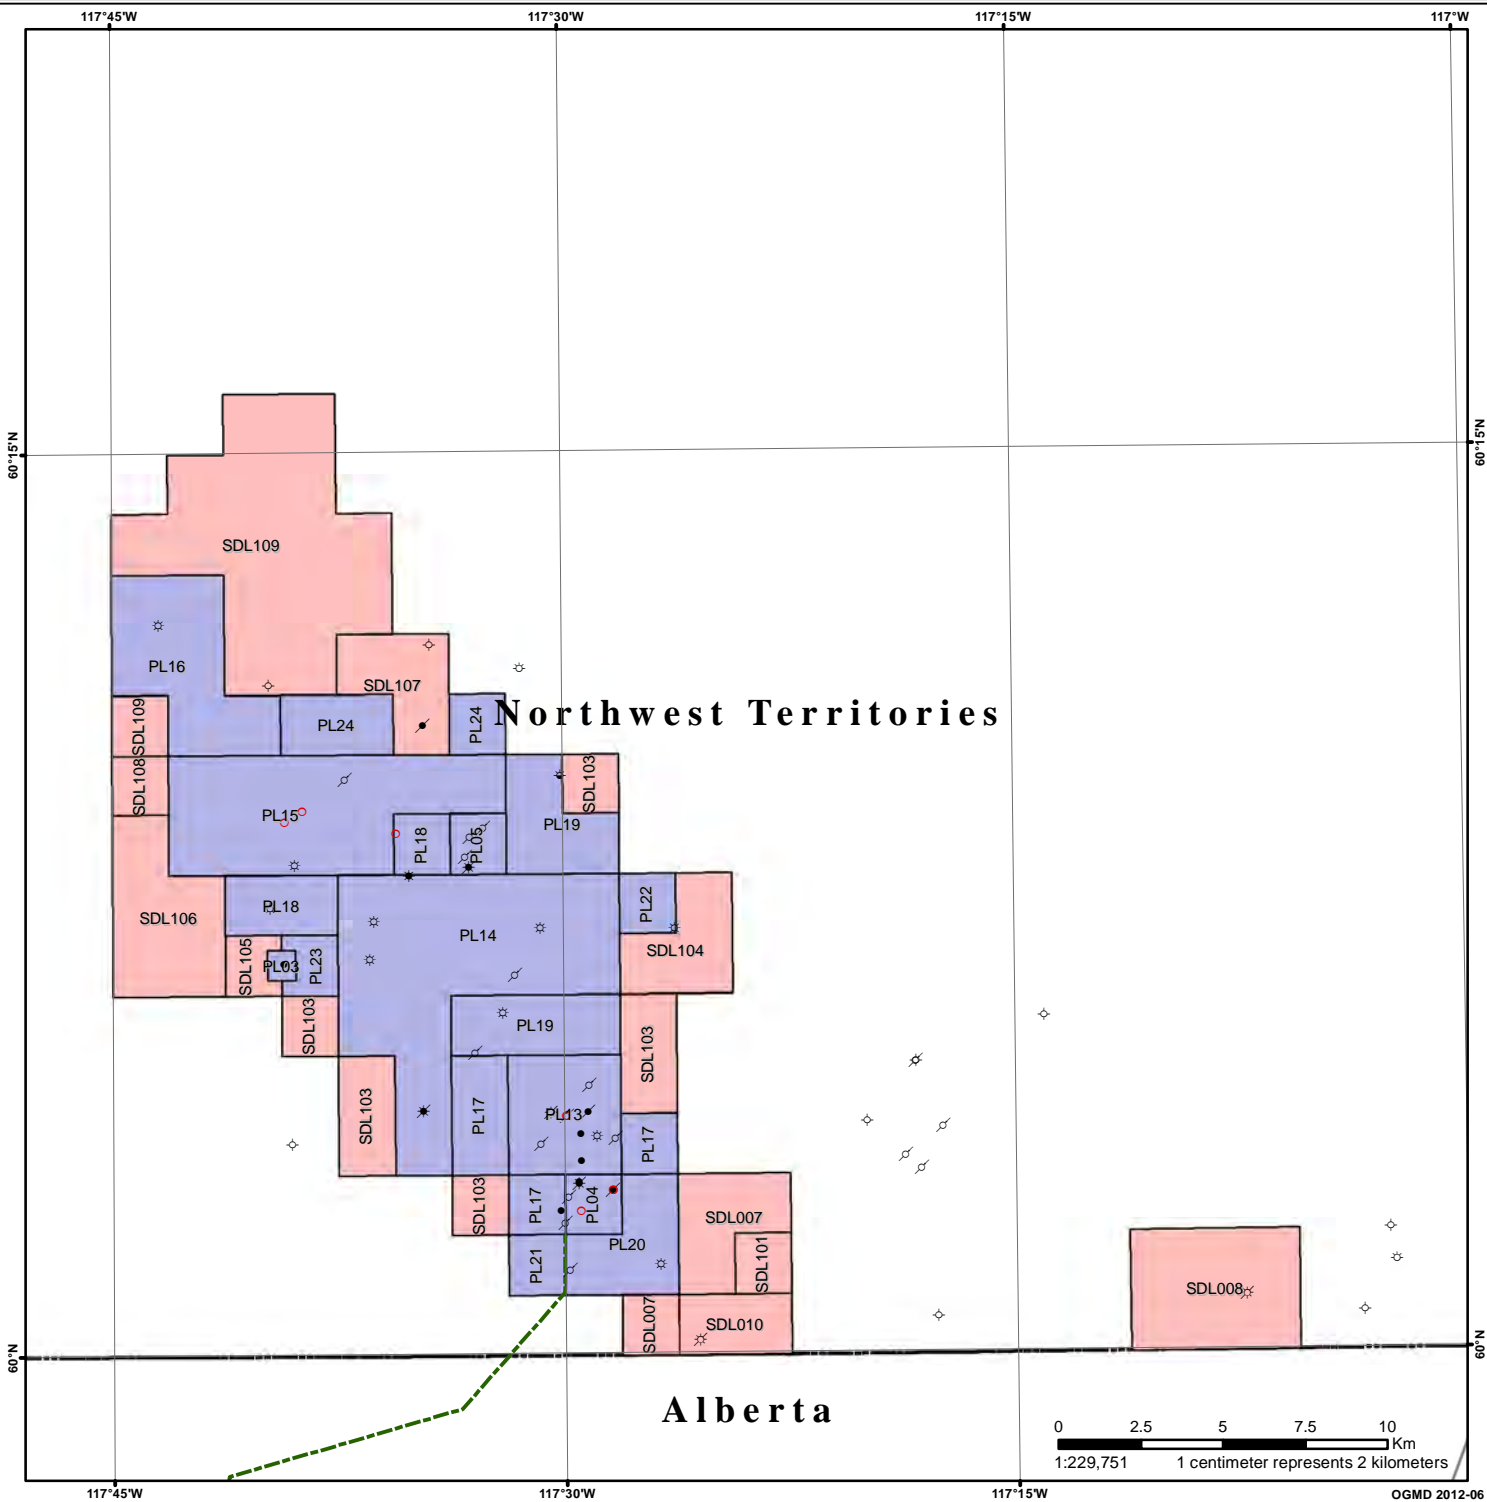 117°45'W 117°30'W 117°15'W 117°W
60°15'N 60°15'N
SDL109
PL16
SDL107
SDL109
PL24
PL24
Northwest Territories
SDL108
SDL103
PL15
PL19
PL18
PL05
SDL106
PL18
PL22
PL14
SDL104
SDL105
PL03
PL23
SDL103
PL19
SDL103
SDL103
PL17
PL13
PL17
SDL103
PL17
PL04
SDL007
PL20
PL21
SDL101
SDL008
SDL007
SDL010
60°N 60°N
Alberta
0 2.5 5 7.5 10
Km
1:229,751 1 centimeter represents 2 kilometers
117°45'W 117°30'W 117°15'W
OGMD 2012-06